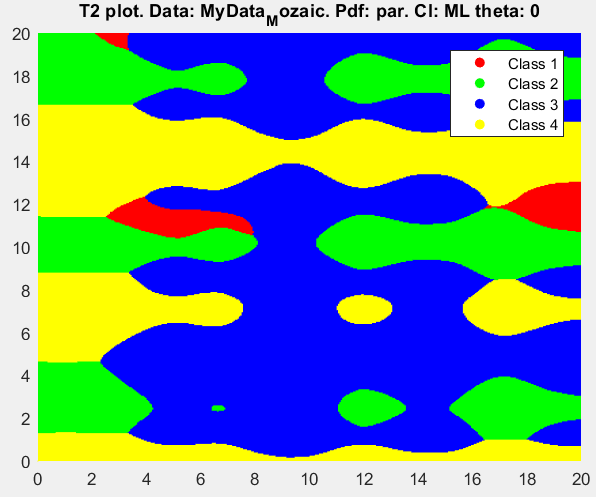 T2 plot. Data: MyData_Mozaic. Pdf: par. Cl: ML theta: 0
20
18
16
14
12
10
8
6
4
2
0
Class 1
Class 2
Class 3
Class 4
0 2 4 6 8 10 12 14 16 18 20